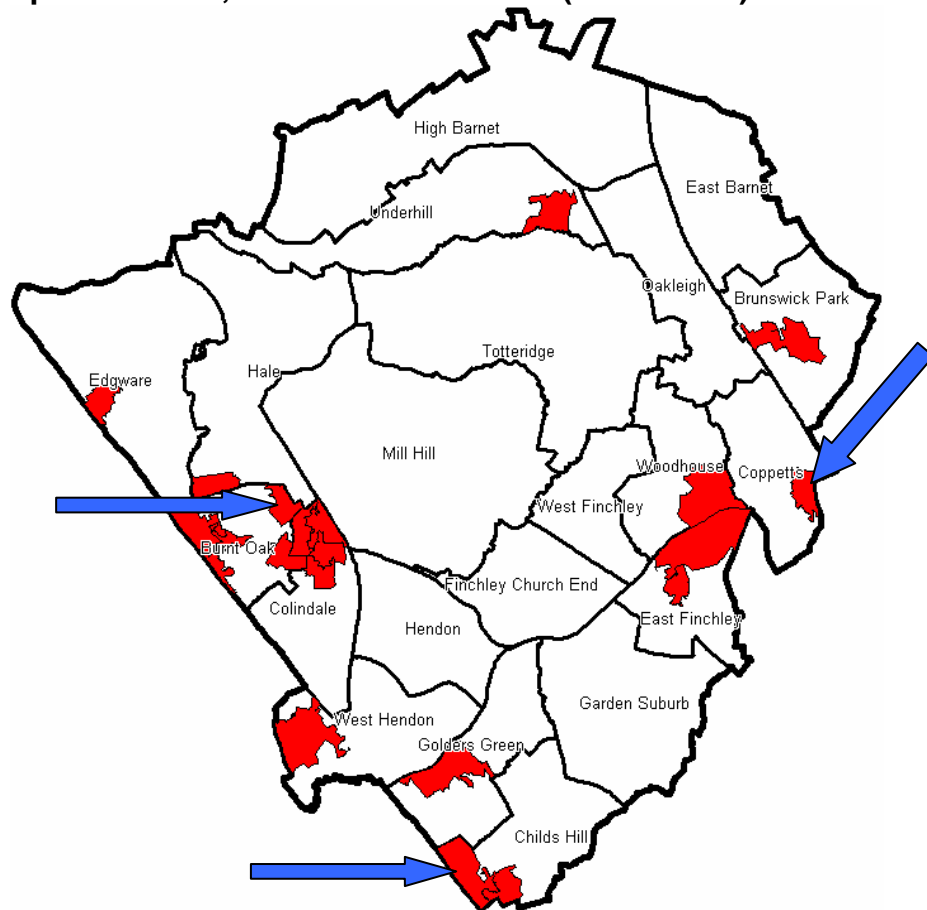 High Barnet
East Barnet
Underhill
Oakleigh
Brunswick Park
Totteridge
Edgware
Hale
Mill Hill
Woodhouse
Coppetts
West Finchley
Burnt Oak
Finchley Church End
Colindale
East Finchley
Hendon
Garden Suburb
West Hendon
Golders Green
Childs Hill